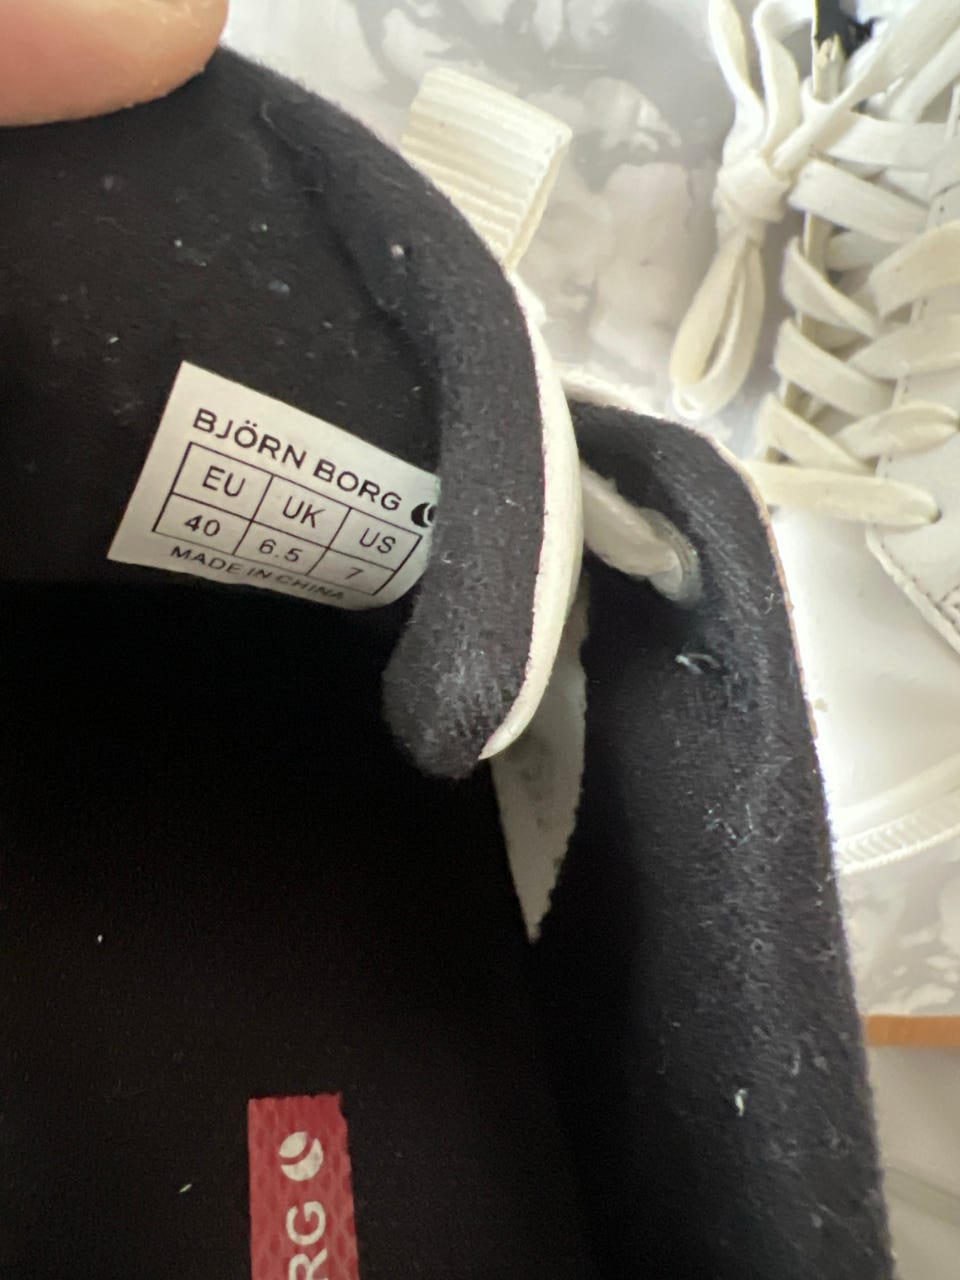 BJÖRN BORG
EU UK US
40 6.5 7
MADE IN CHINA
RG